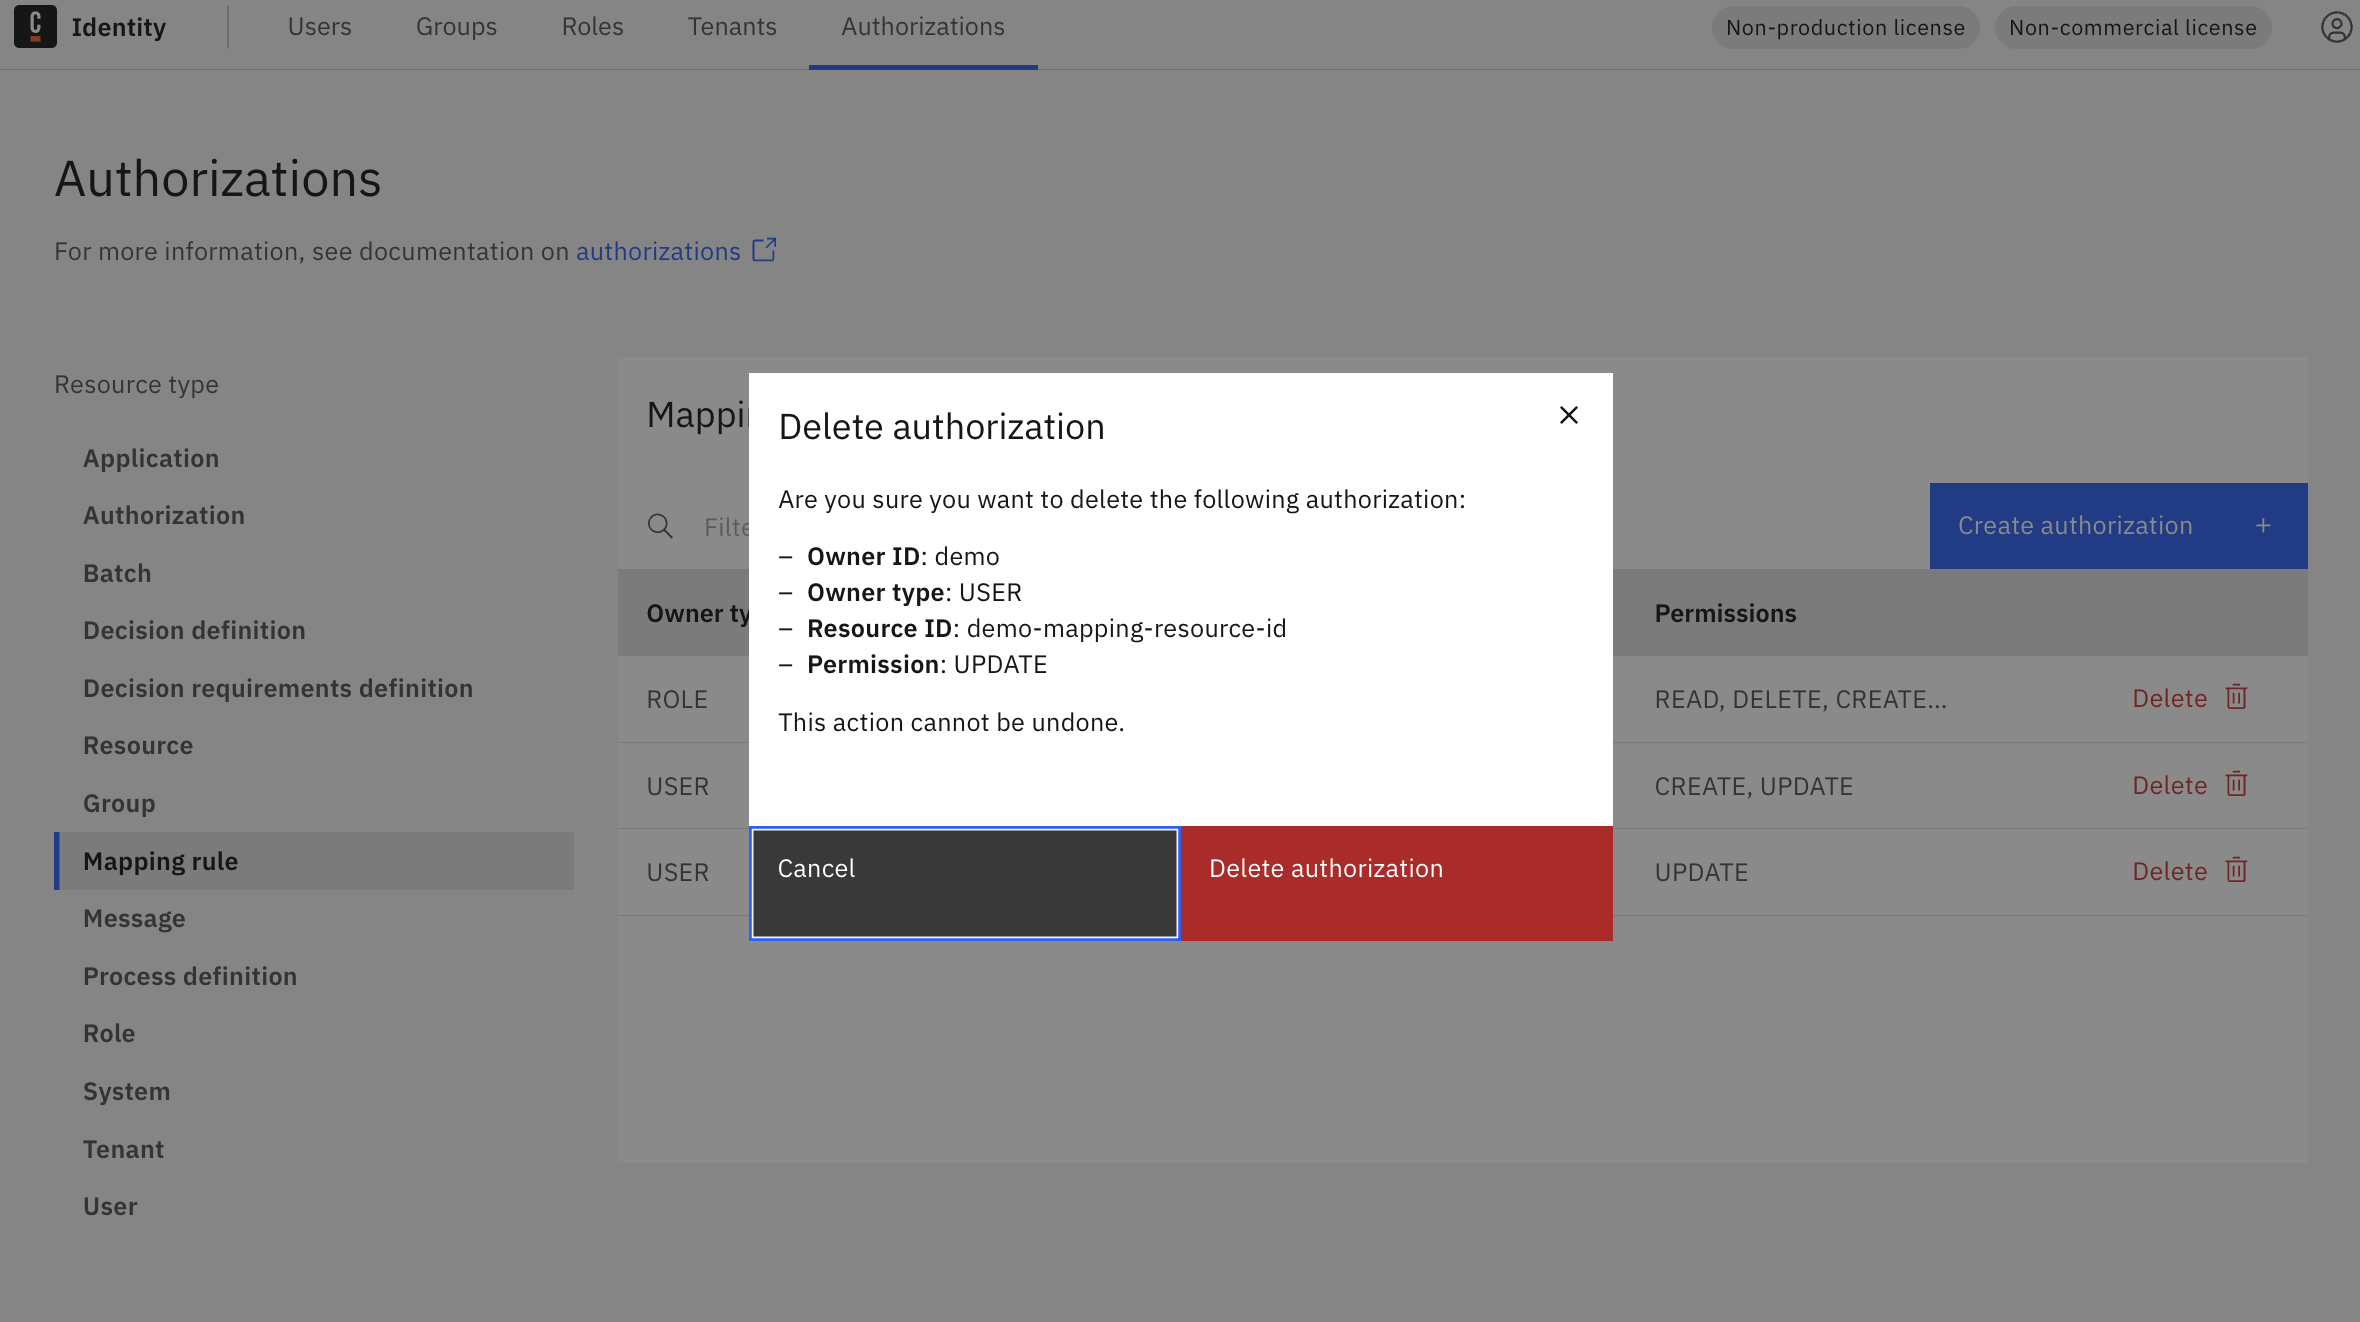 Identity Users Groups Roles Tenants Authorizations Non-production license Non-commercial license
Authorizations
For more information, see documentation on authorizations
Resource type
Application
Authorization
Batch
Decision definition
Decision requirements definition
Resource
Group
Mapping rule
Message
Process definition
Role
System
Tenant
User
Create authorization +
Permissions
ROLE READ, DELETE, CREATE... Delete
USER CREATE, UPDATE Delete
USER UPDATE Delete
Delete authorization
Are you sure you want to delete the following authorization:
– Owner ID: demo
– Owner type: USER
– Resource ID: demo-mapping-resource-id
– Permission: UPDATE
This action cannot be undone.
Cancel Delete authorization